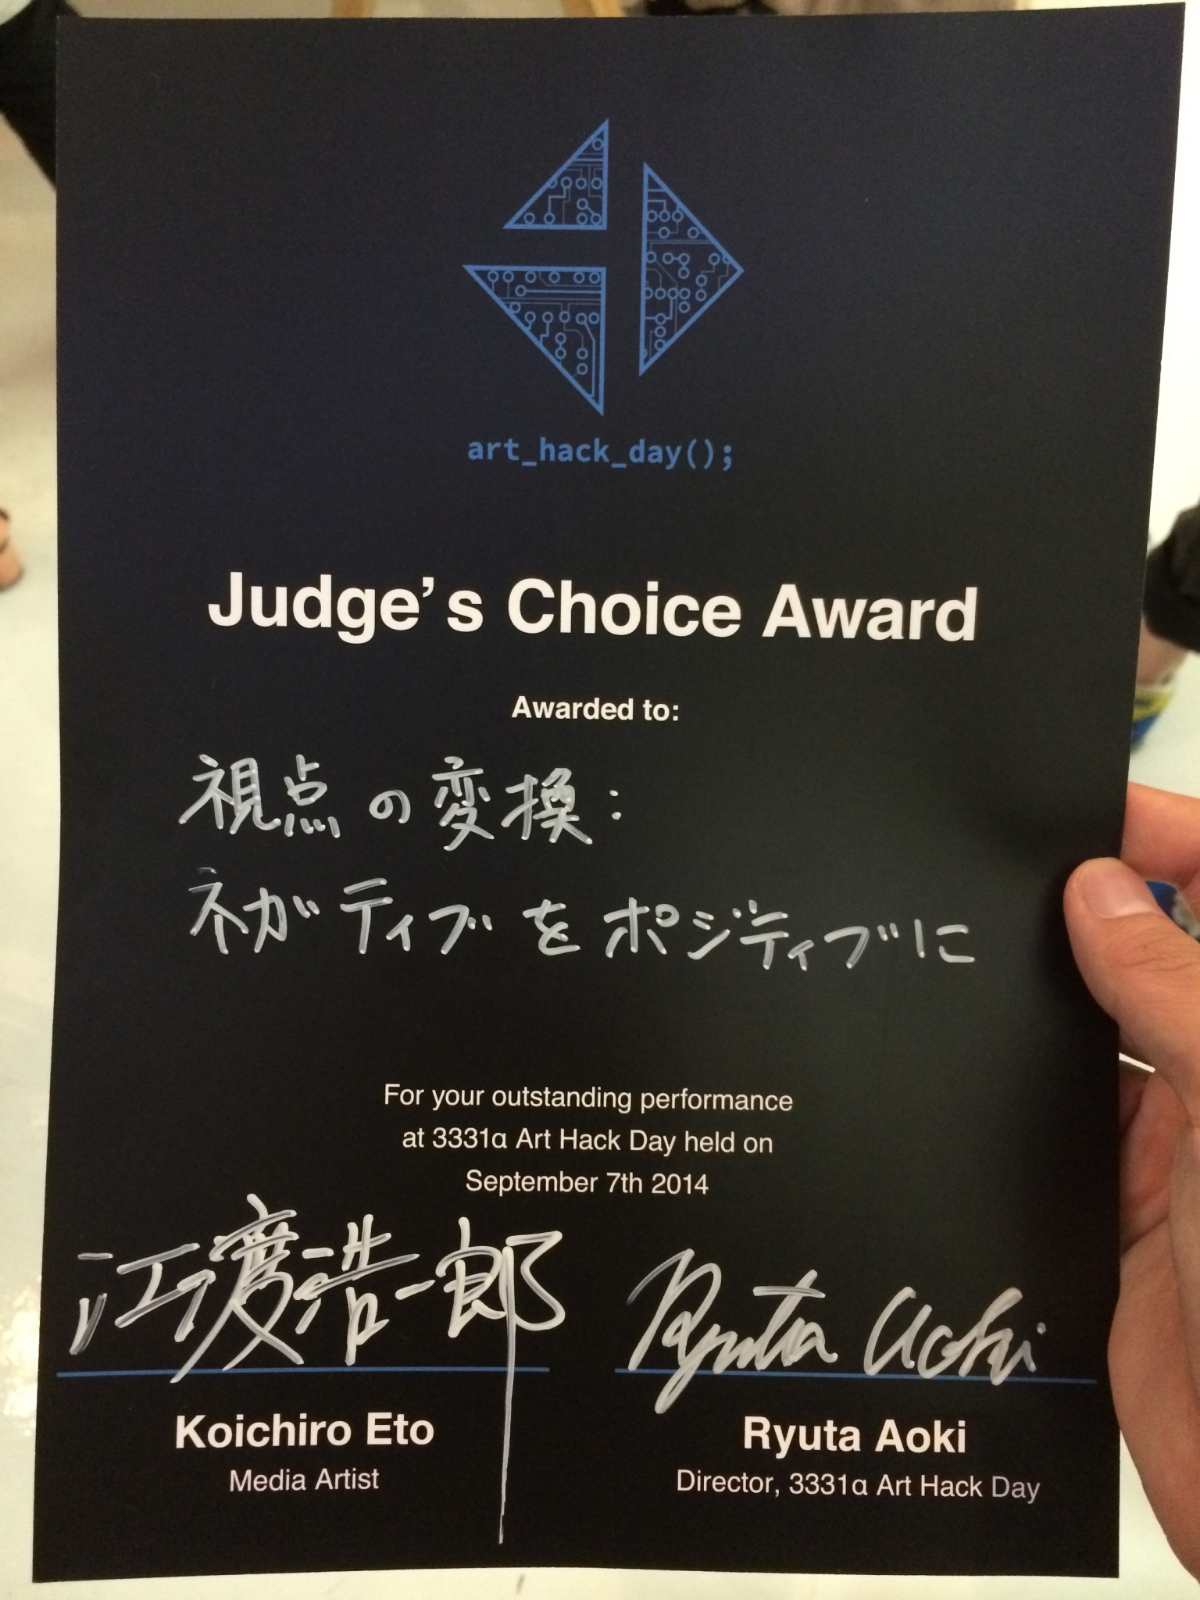 art_hack_day();
Judge's Choice Award
Awarded to:
視点の変換:
ネガティブをポジティブに
For your outstanding performance
at 3331α Art Hack Day held on
September 7th 2014
江渡浩一郎
Ryuta Aoki
Koichiro Eto
Ryuta Aoki
Media Artist
Director, 3331α Art Hack Day